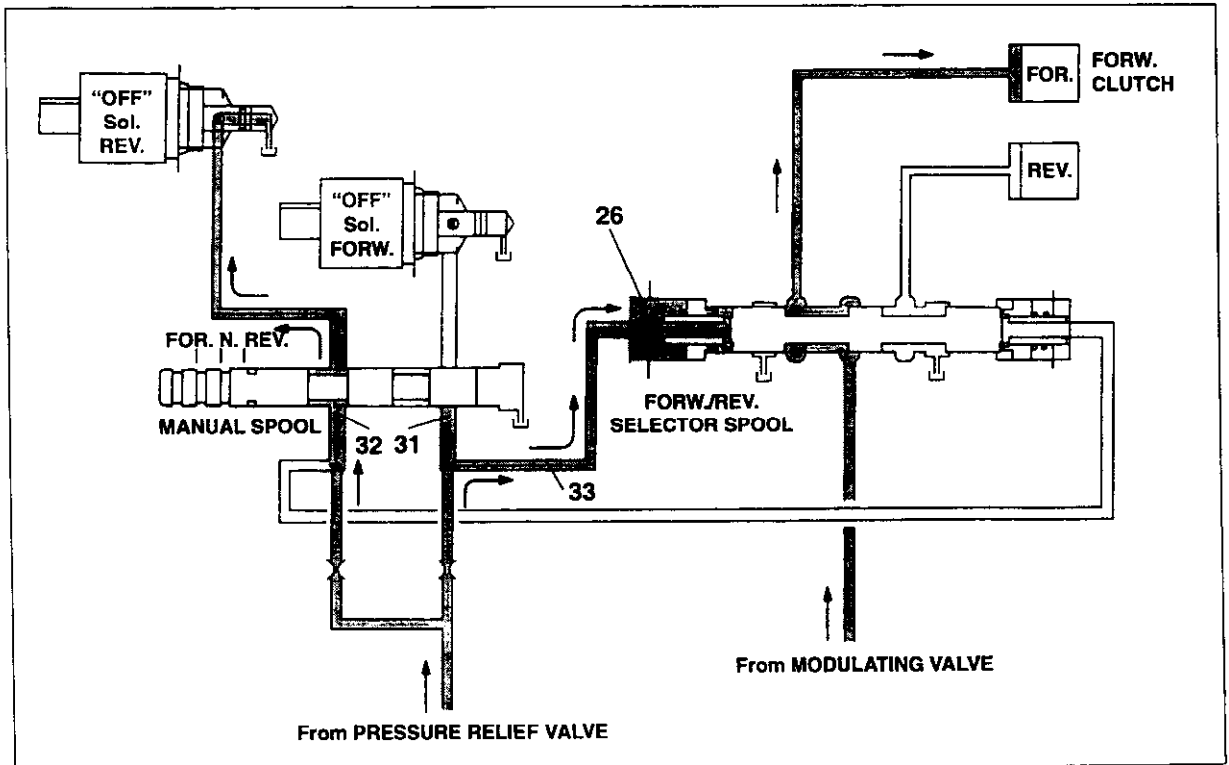 "OFF"
Sol.
REV.
FOR.
FORW.
CLUTCH
"OFF"
Sol.
FORW.
REV.
26
FOR. N. REV.
MANUAL SPOOL
32 31
FORW./REV.
SELECTOR SPOOL
33
From MODULATING VALVE
From PRESSURE RELIEF VALVE